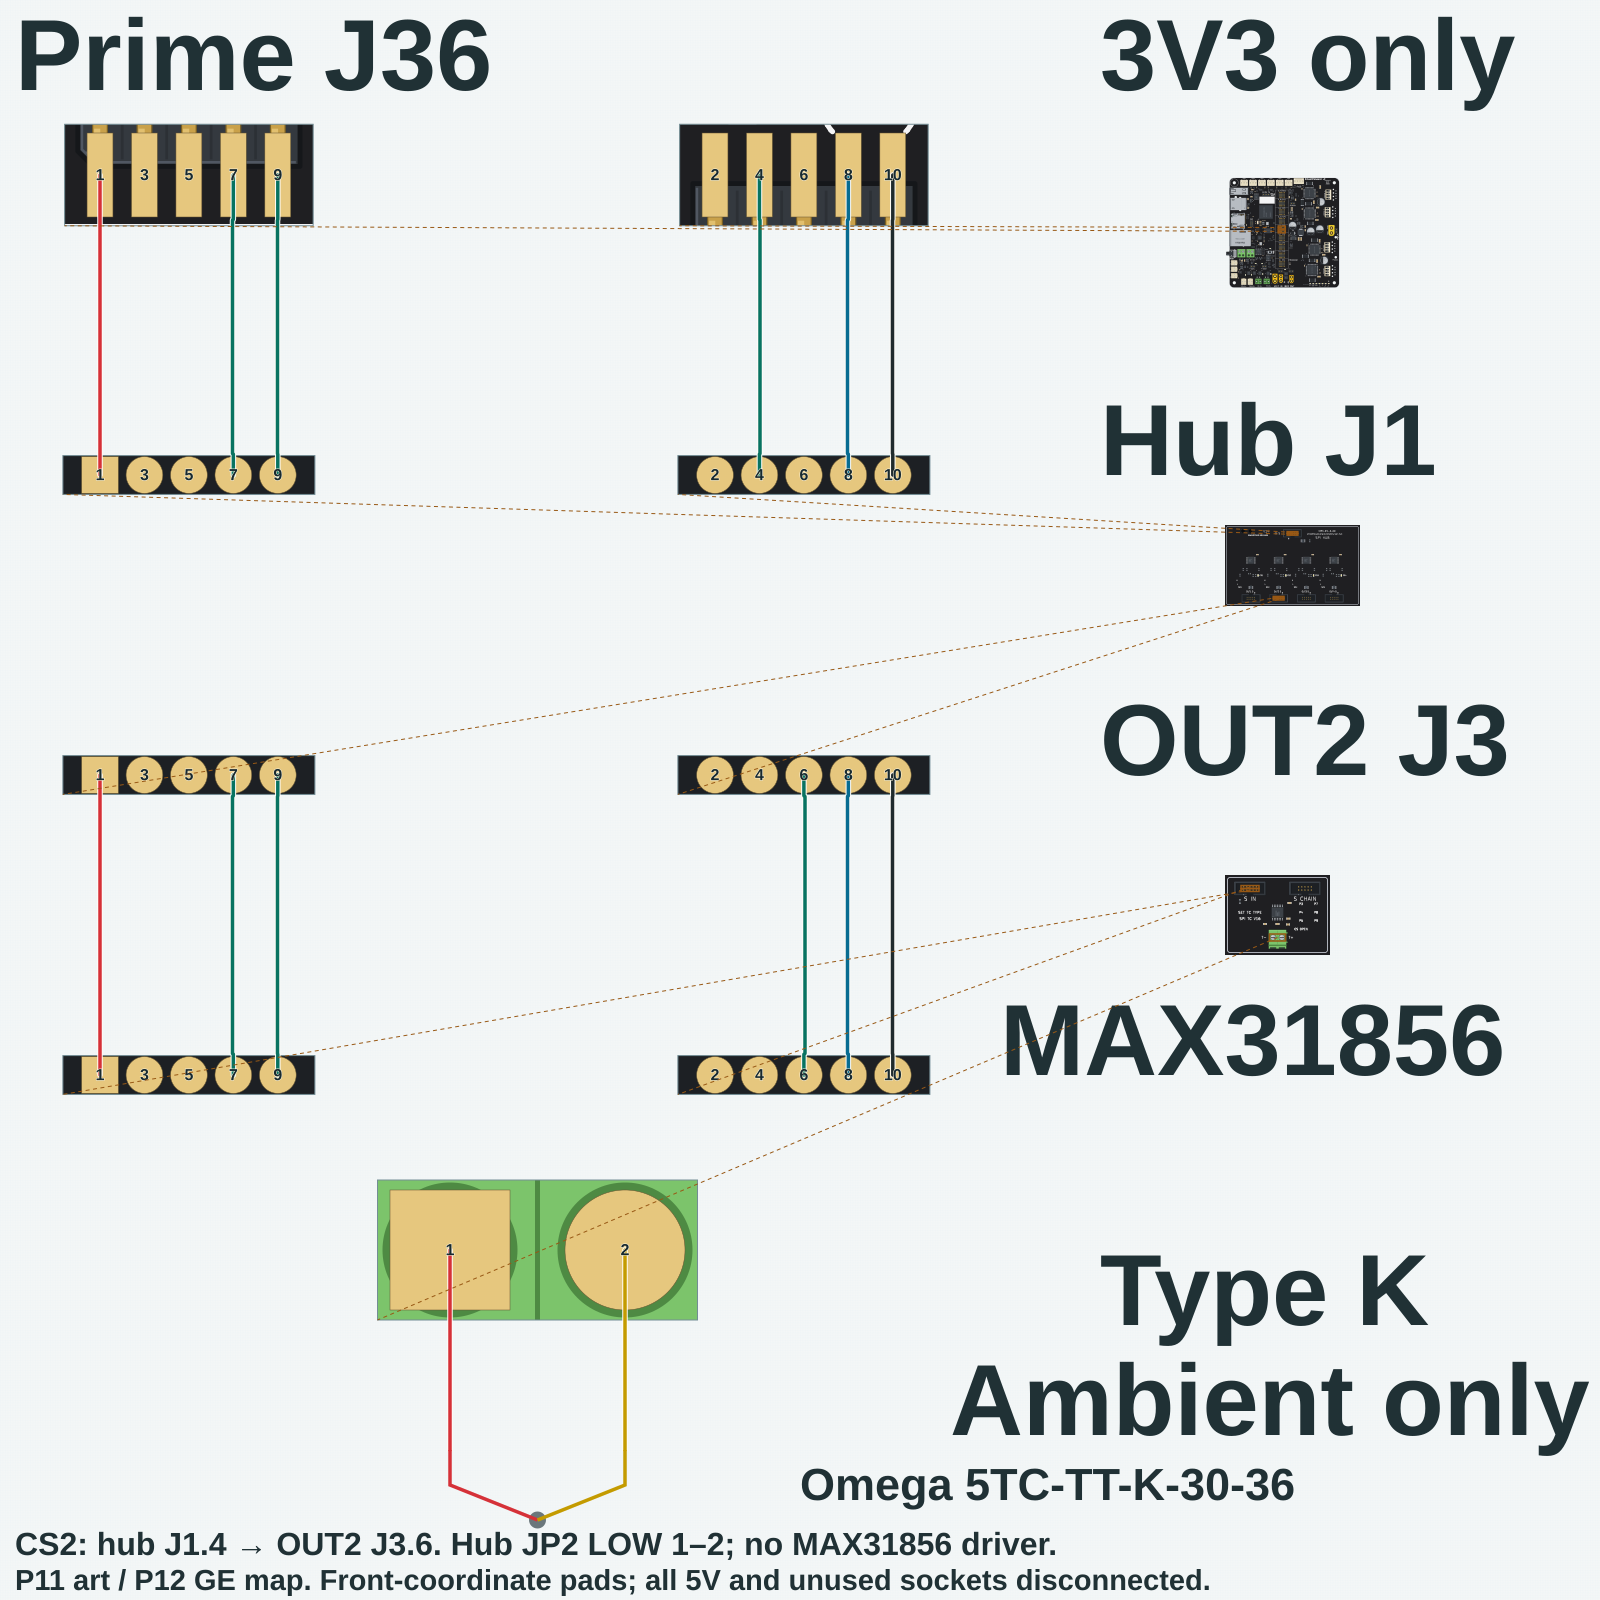 Prime J36
3V3 only
1 3 5 7 9
2 4 6 8 10
Hub J1
1 3 5 7 9
2 4 6 8 10
OUT2 J3
1 3 5 7 9
2 4 6 8 10
S IN
S CHAIN
MAX31856
1 3 5 7 9
2 4 6 8 10
1 2
Type K
Ambient only
Omega 5TC-TT-K-30-36
CS2: hub J1.4 → OUT2 J3.6. Hub JP2 LOW 1–2; no MAX31856 driver.
P11 art / P12 GE map. Front-coordinate pads; all 5V and unused sockets disconnected.